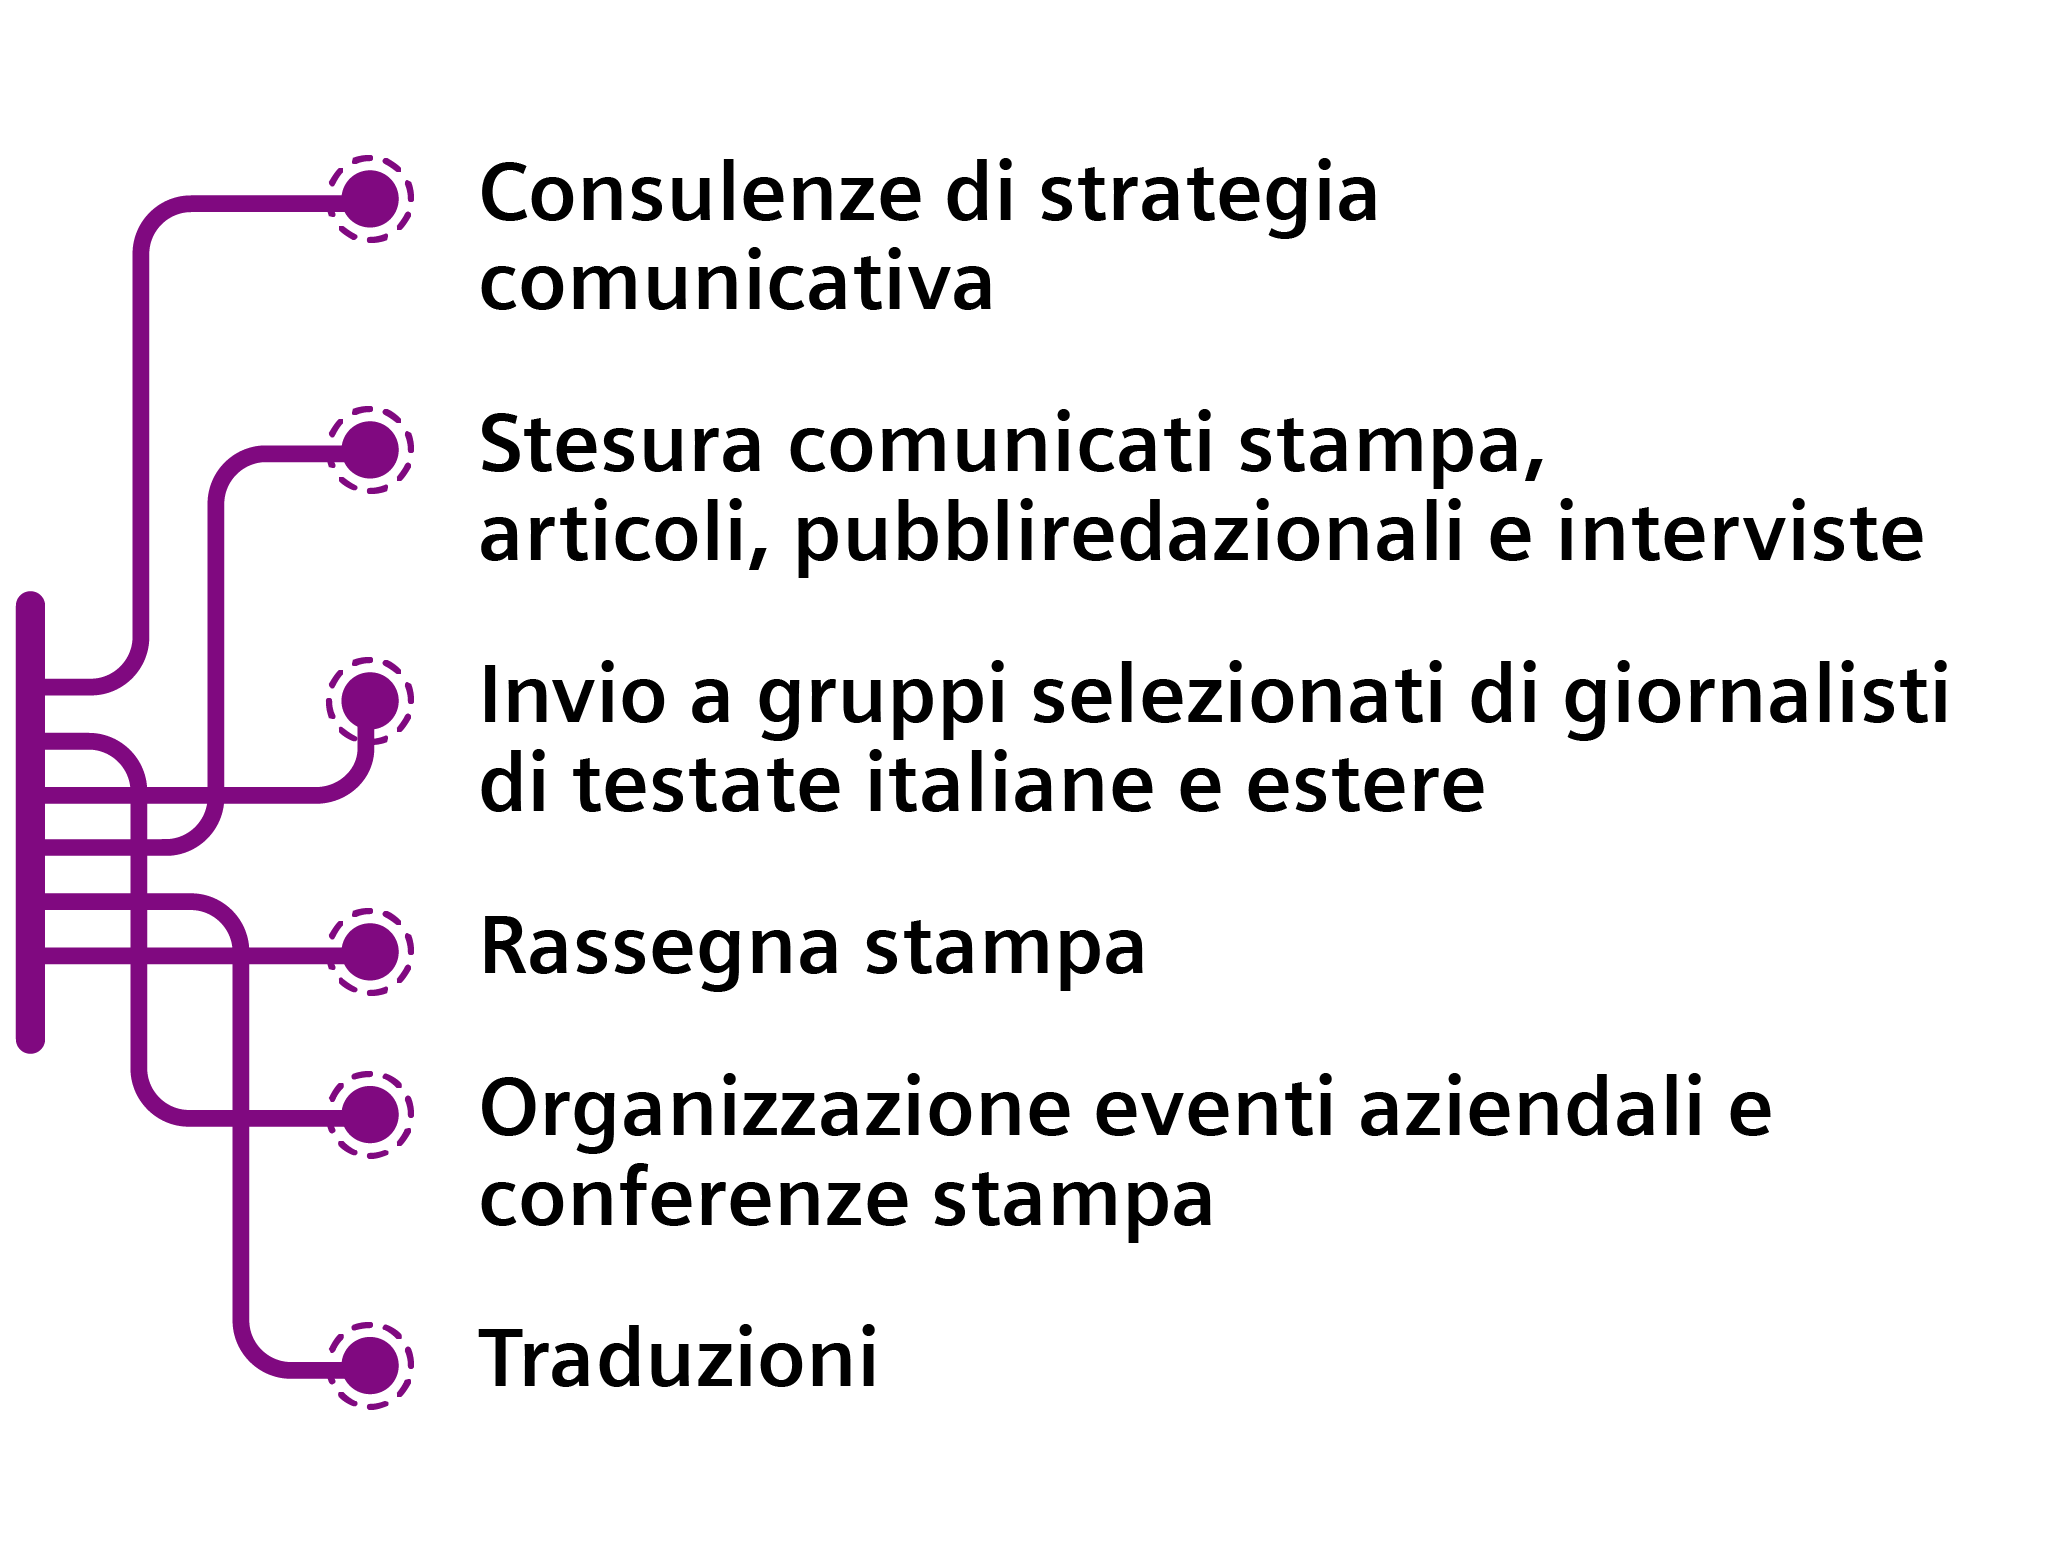 Consulenze di strategia
comunicativa
Stesura comunicati stampa,
articoli, pubbliredazionali e interviste
Invio a gruppi selezionati di giornalisti
di testate italiane e estere
Rassegna stampa
Organizzazione eventi aziendali e
conferenze stampa
Traduzioni